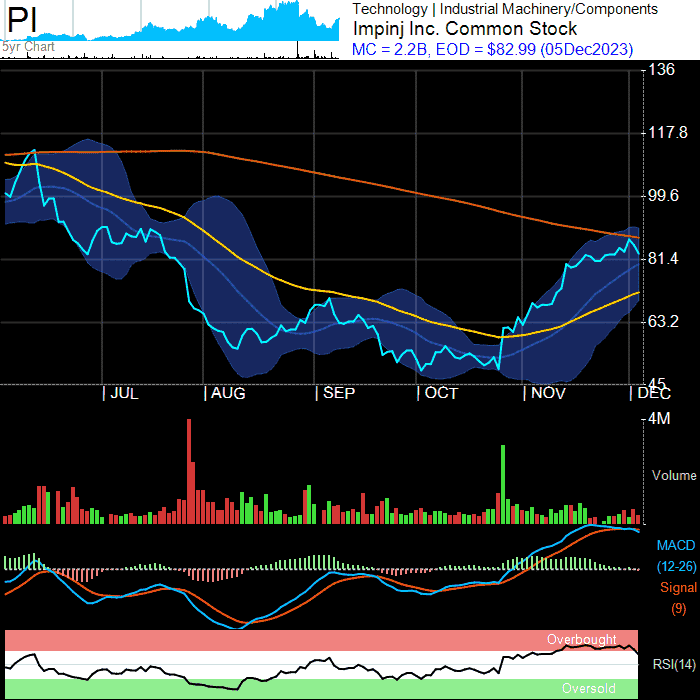 PI
5yr Chart
Technology | Industrial Machinery/Components
Impinj Inc. Common Stock
MC = 2.2B, EOD = $82.99 (05Dec2023)
136
117.8
99.6
81.4
63.2
45
| JUL | AUG | SEP | OCT | NOV | DEC
4M
Volume
MACD
(12-26)
Signal
(9)
Overbought
RSI(14)
Oversold